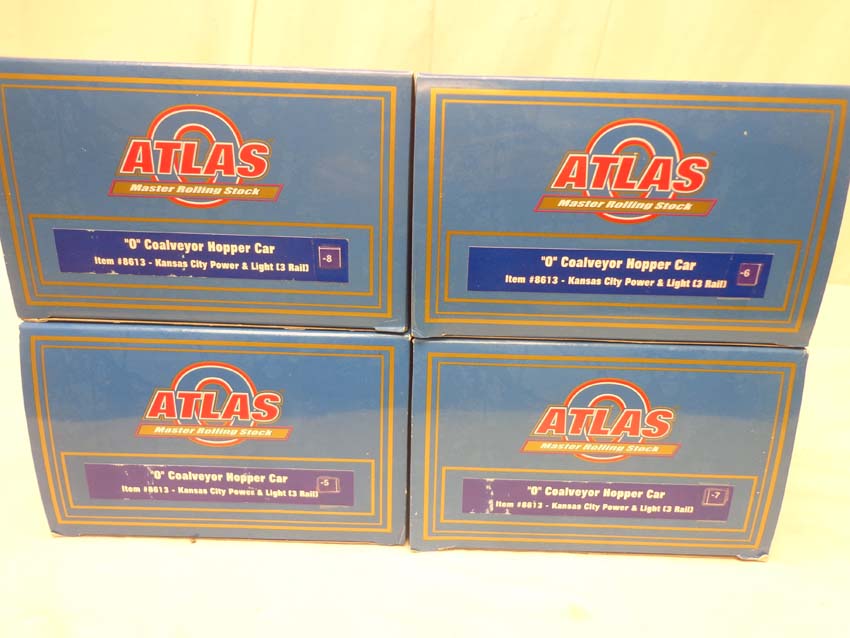 ATLAS
Master Rolling Stock
"O" Coalveyor Hopper Car
Item #8613 - Kansas City Power & Light (3 Rail)
-8
ATLAS
Master Rolling Stock
"O" Coalveyor Hopper Car
Item #8613 - Kansas City Power & Light (3 Rail)
-6
ATLAS
Master Rolling Stock
"O" Coalveyor Hopper Car
Item #8613 - Kansas City Power & Light (3 Rail)
-5
ATLAS
Master Rolling Stock
"O" Coalveyor Hopper Car
Item #8613 - Kansas City Power & Light (3 Rail)
-7